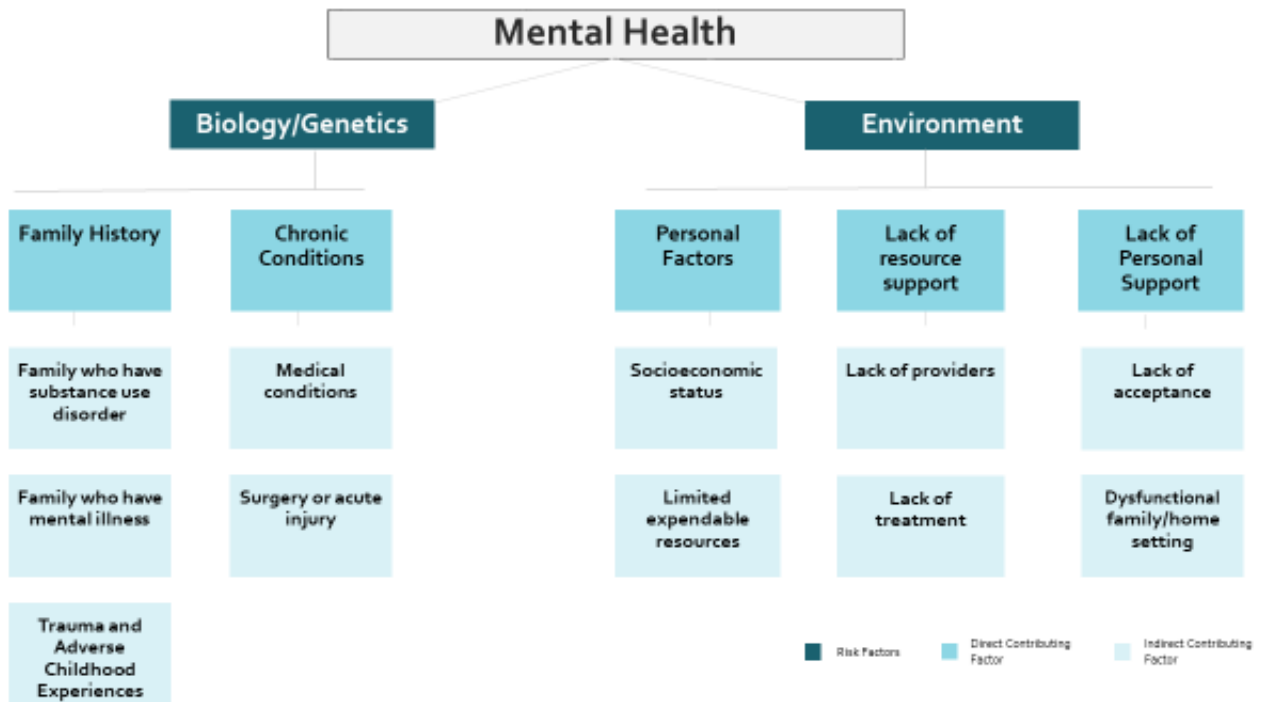 Mental Health
Biology/Genetics
Environment
Family History
Chronic
Conditions
Personal
Factors
Lack of
resource
support
Lack of
Personal
Support
Family who have
substance use
disorder
Medical
conditions
Socioeconomic
status
Lack of providers
Lack of
acceptance
Family who have
mental illness
Surgery or acute
injury
Limited
expendable
resources
Lack of
treatment
Dysfunctional
family/home
setting
Trauma and
Adverse
Childhood
Experiences
Risk Factors
Direct Contributing
Factor
Indirect Contributing
Factor